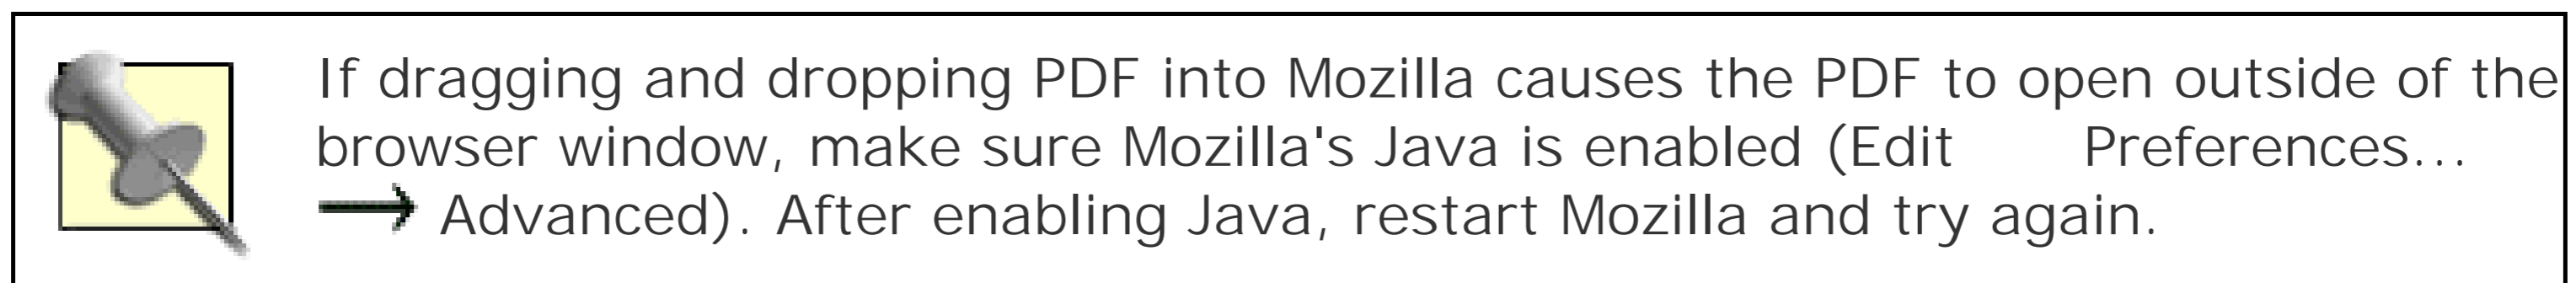 If dragging and dropping PDF into Mozilla causes the PDF to open outside of the
browser window, make sure Mozilla's Java is enabled (Edit Preferences...
→ Advanced). After enabling Java, restart Mozilla and try again.